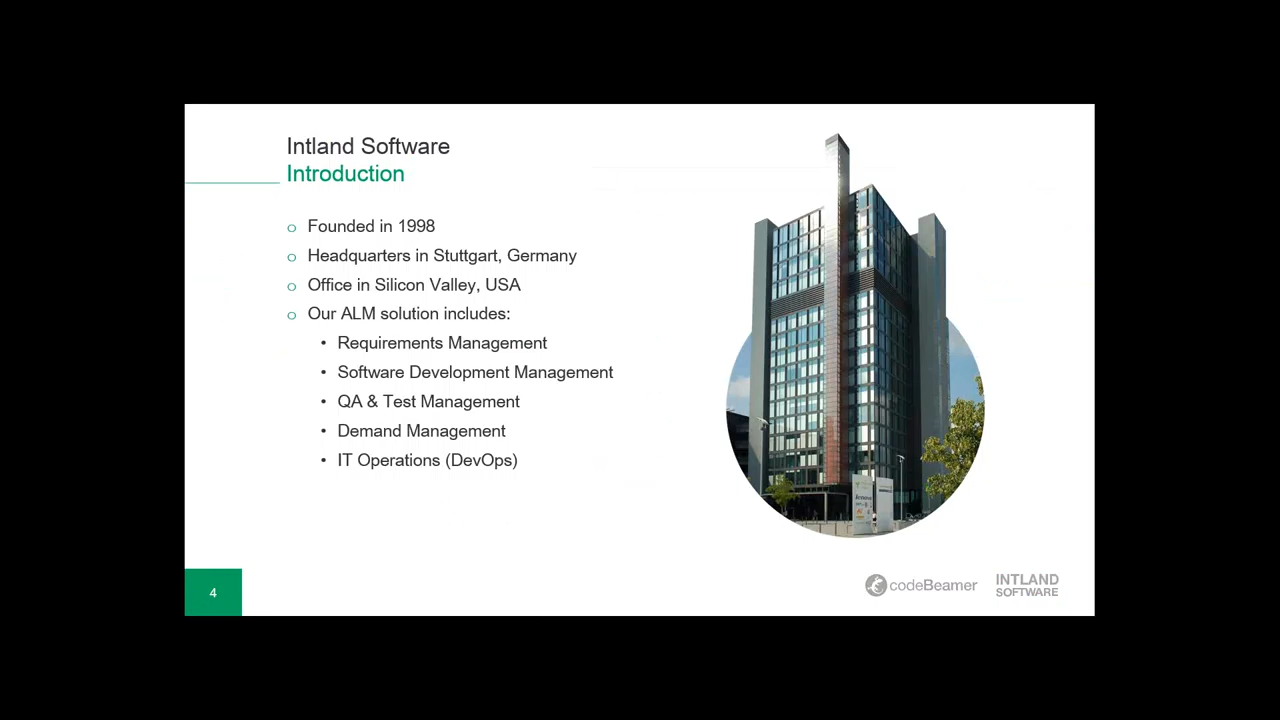 Intland Software
Introduction
o Founded in 1998
o Headquarters in Stuttgart, Germany
o Office in Silicon Valley, USA
o Our ALM solution includes:
• Requirements Management
• Software Development Management
• QA & Test Management
• Demand Management
• IT Operations (DevOps)
4
codeBeamer
INTLAND
SOFTWARE